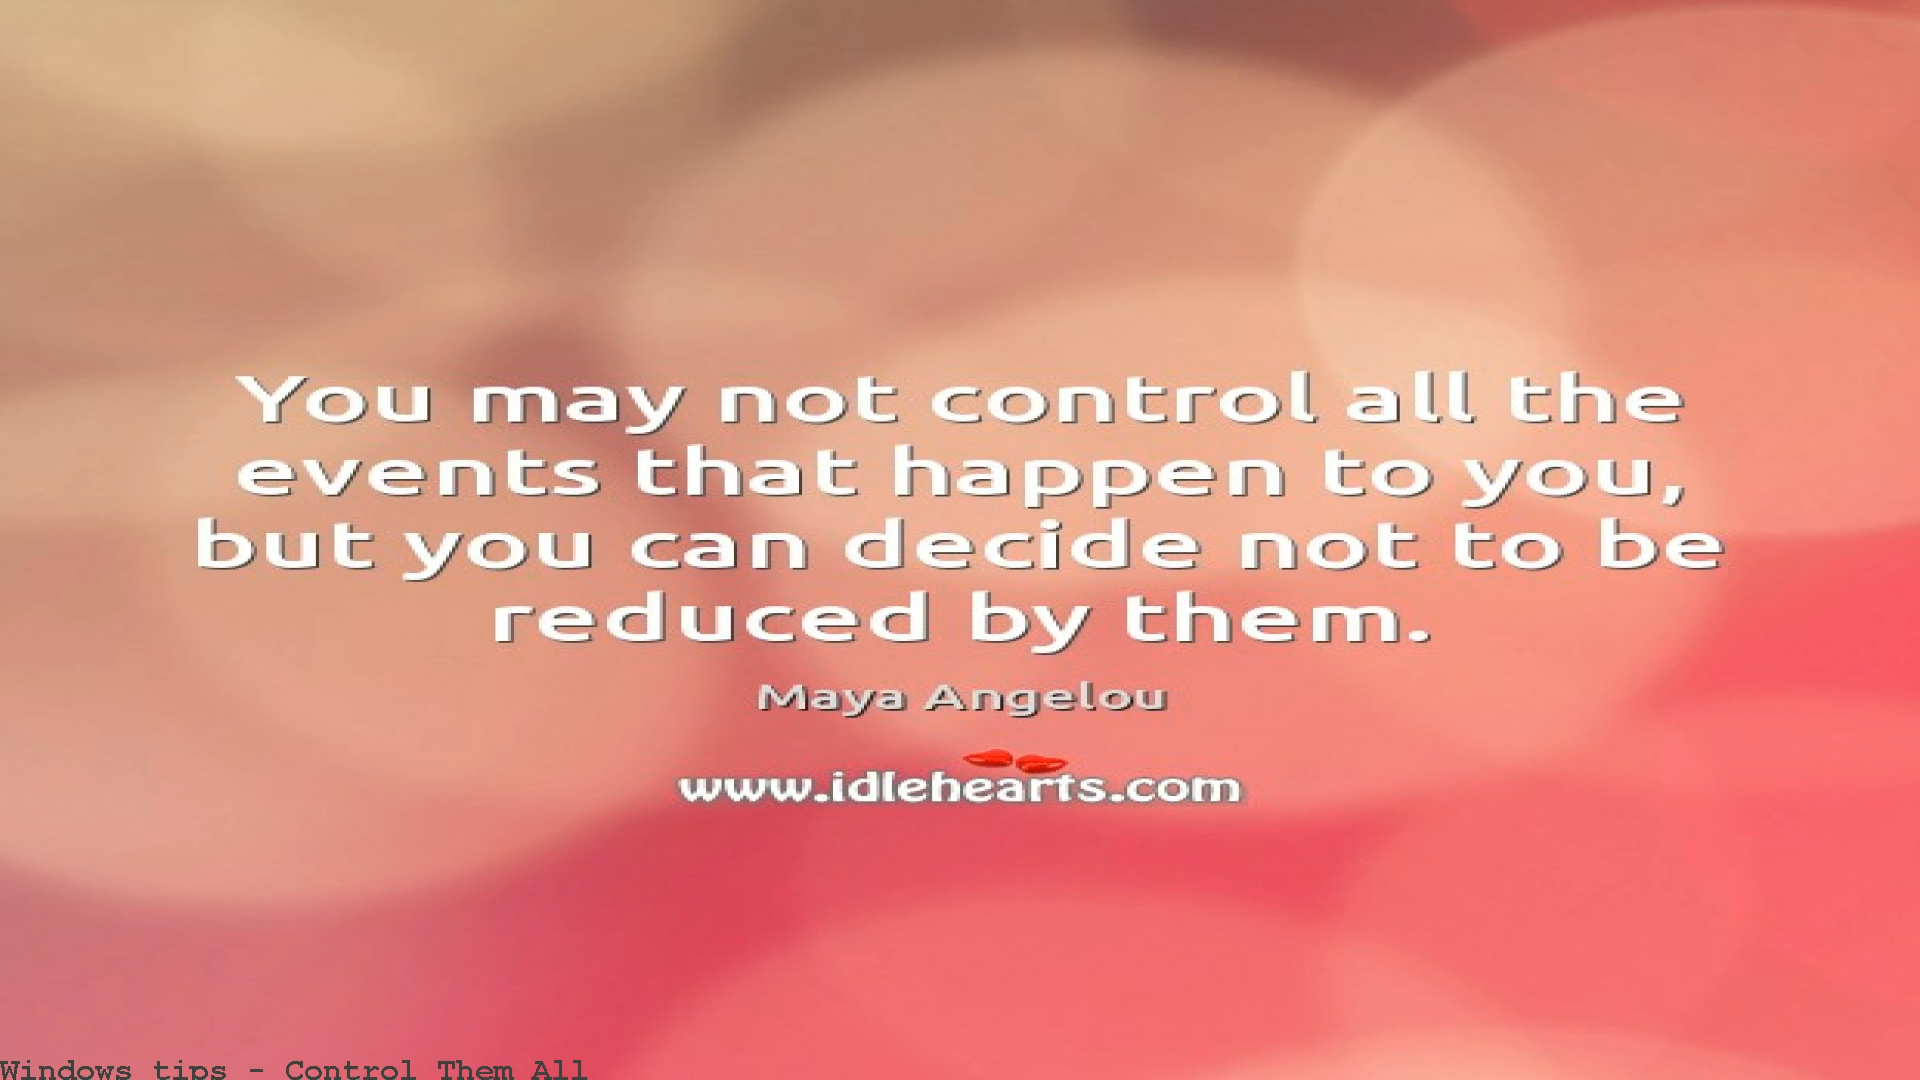 You may not control all the
events that happen to you,
but you can decide not to be
reduced by them.
Maya Angelou
www.idlehearts.com
Windows tips - Control Them All